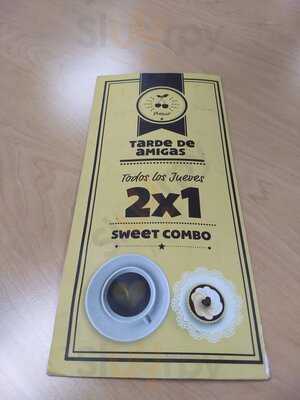 TARDE DE
AMIGAS
Todos los Jueves
2x1
SWEET COMBO